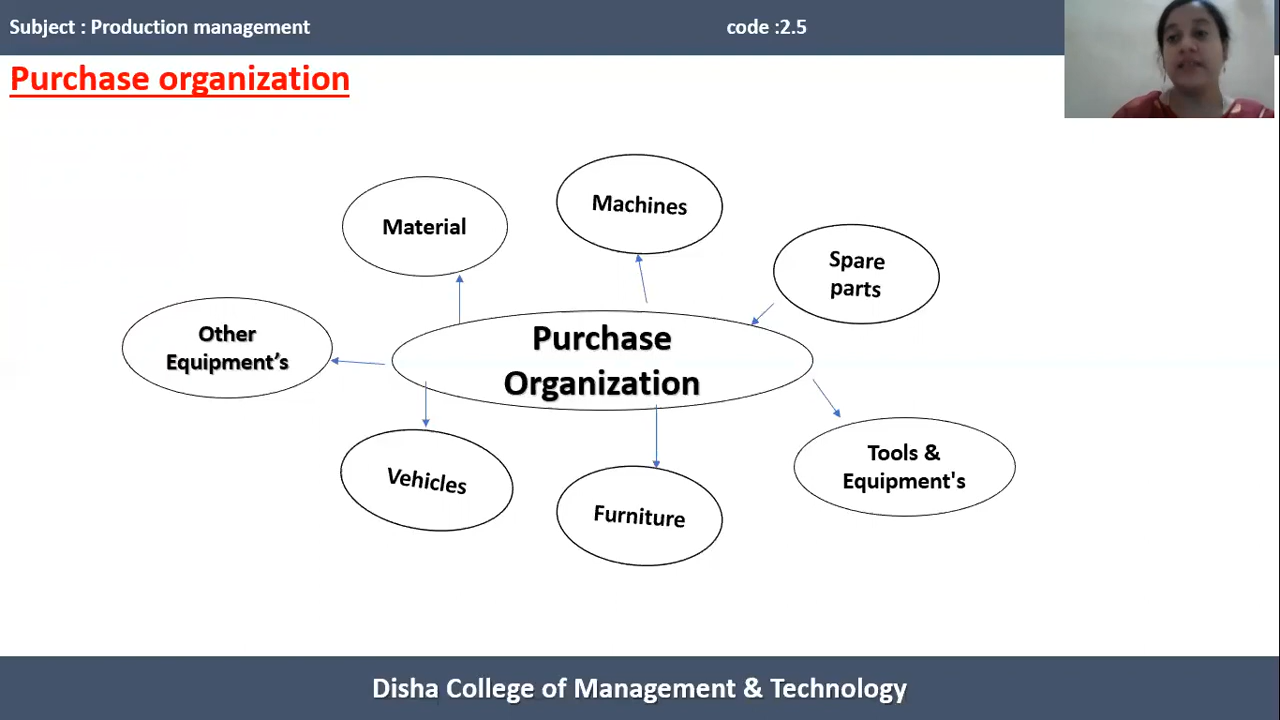 Subject : Production management
code :2.5
Purchase organization
Machines
Material
Spare
parts
Other
Equipment’s
Purchase
Organization
Tools &
Equipment's
Vehicles
Furniture
Disha College of Management & Technology